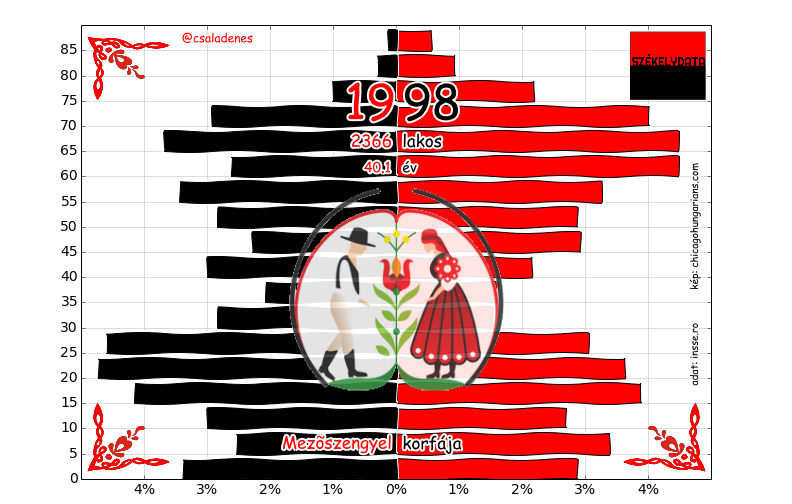 @csaladenes
SZÉKELYDATA
1998
2366 lakos
40.1 év
kép: chicagohungarians.com
adat: insse.ro
Mezőszengyel korfája
85
80
75
70
65
60
55
50
45
40
35
30
25
20
15
10
5
0
4% 3% 2% 1% 0% 1% 2% 3% 4%